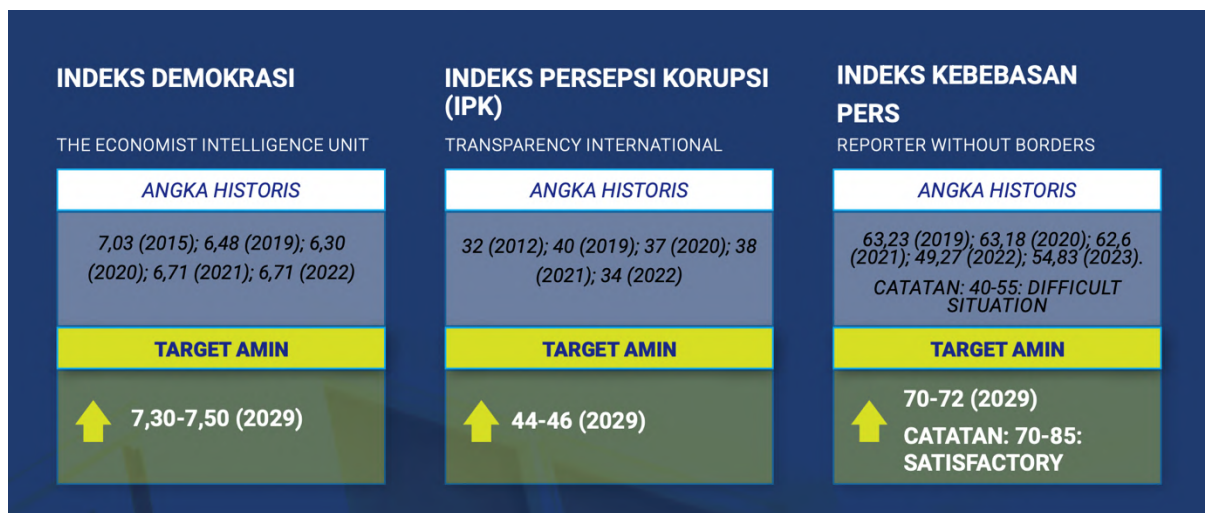 INDEKS DEMOKRASI
THE ECONOMIST INTELLIGENCE UNIT
ANGKA HISTORIS
7,03 (2015); 6,48 (2019); 6,30
(2020); 6,71 (2021); 6,71 (2022)
TARGET AMIN
7,30-7,50 (2029)
INDEKS PERSEPSI KORUPSI
(IPK)
TRANSPARENCY INTERNATIONAL
ANGKA HISTORIS
32 (2012); 40 (2019); 37 (2020); 38
(2021); 34 (2022)
TARGET AMIN
44-46 (2029)
INDEKS KEBEBASAN
PERS
REPORTER WITHOUT BORDERS
ANGKA HISTORIS
63,23 (2019); 63,18 (2020); 62,6
(2021); 49,27 (2022); 54,83 (2023).
CATATAN: 40-55: DIFFICULT
SITUATION
TARGET AMIN
70-72 (2029)
CATATAN: 70-85:
SATISFACTORY